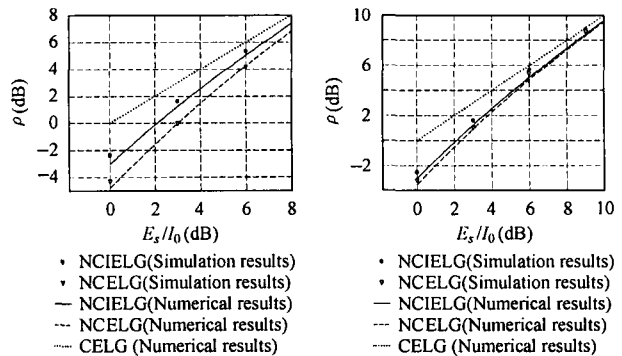 8
6
4
2
0
−2
−4
ρ (dB)
0 2 4 6 8
E_s/I_0 (dB)
NCIELG(Simulation results)
NCELG(Simulation results)
NCIELG(Numerical results)
NCELG(Numerical results)
CELG (Numerical results)
10
6
2
−2
ρ (dB)
0 2 4 6 8 10
E_s/I_0 (dB)
NCIELG(Simulation results)
NCELG(Simulation results)
NCIELG(Numerical results)
NCELG(Numerical results)
CELG (Numerical results)